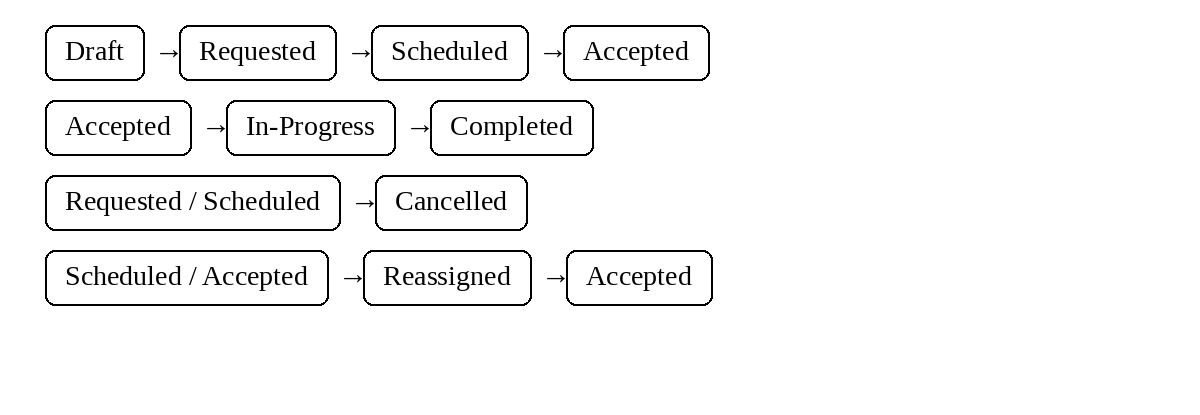 Draft → Requested → Scheduled → Accepted
Accepted → In-Progress → Completed
Requested / Scheduled → Cancelled
Scheduled / Accepted → Reassigned → Accepted